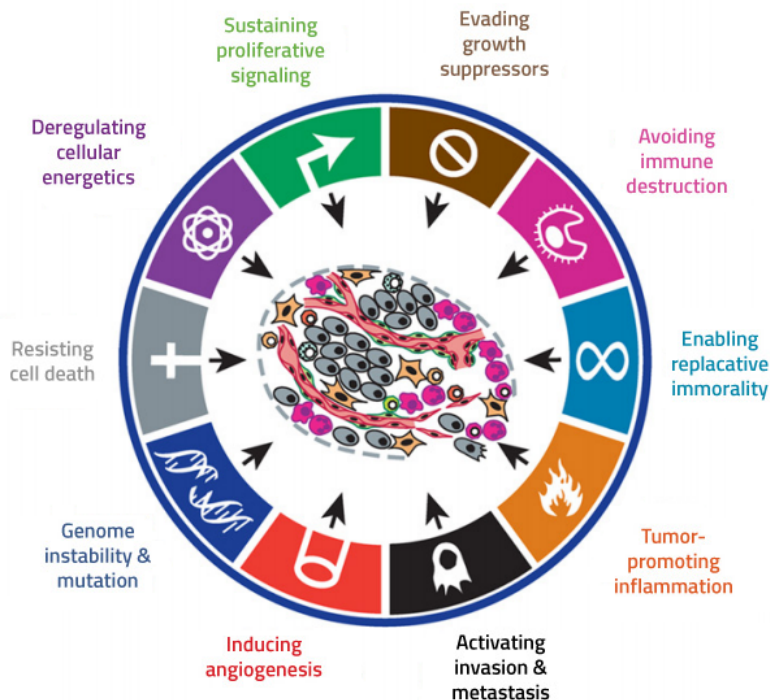 Sustaining
proliferative
signaling
Evading
growth
suppressors
Deregulating
cellular
energetics
Avoiding
immune
destruction
Resisting
cell death
Enabling
replacative
immorality
Genome
instability &
mutation
Tumor-
promoting
inflammation
Inducing
angiogenesis
Activating
invasion &
metastasis